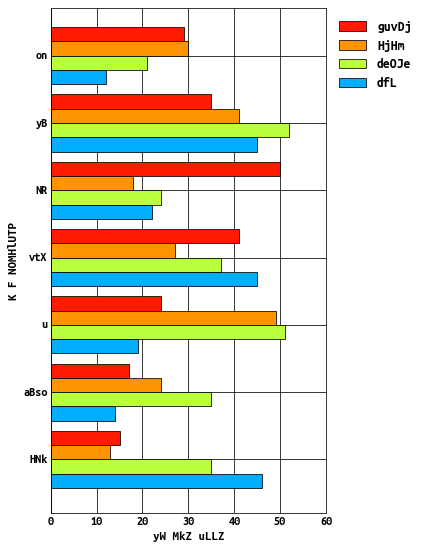 guvDj
HjHm
deOJe
dfL
on
yB
NR
vtX
u
aBso
HNk
K F NOMHlUTP
0 10 20 30 40 50 60
yW MkZ uLLZ